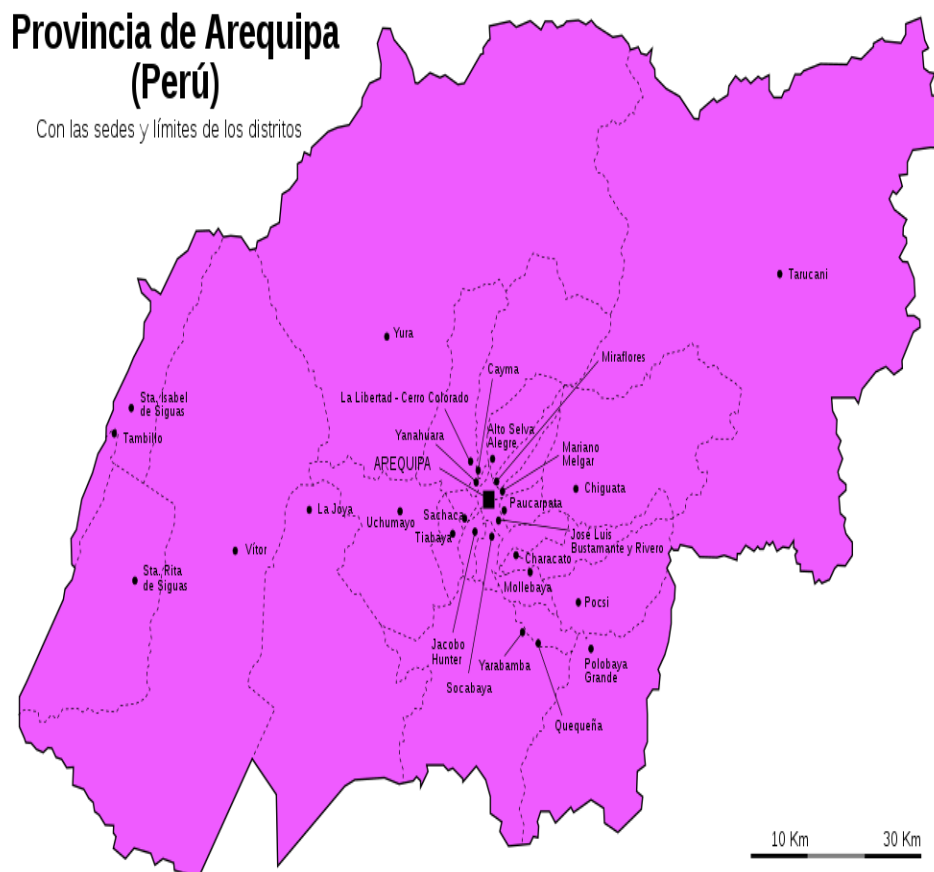 Provincia de Arequipa
(Perú)
Con las sedes y límites de los distritos
Tarucani
Yura
Miraflores
Cayma
La Libertad - Cerro Colorado
Sta. Isabel
de Siguas
Tambillo
Yanahuara
Alto Selva
Alegre
Mariano
Melgar
AREQUIPA
Chiguata
La Joya
Uchumayo
Sachaca
Paucarpata
Tiabaya
José Luis
Bustamante y Rivero
Vítor
Characato
Sta. Rita
de Siguas
Mollebaya
Pocsi
Jacobo
Hunter
Yarabamba
Polobaya
Grande
Socabaya
Quequeña
10 Km
30 Km